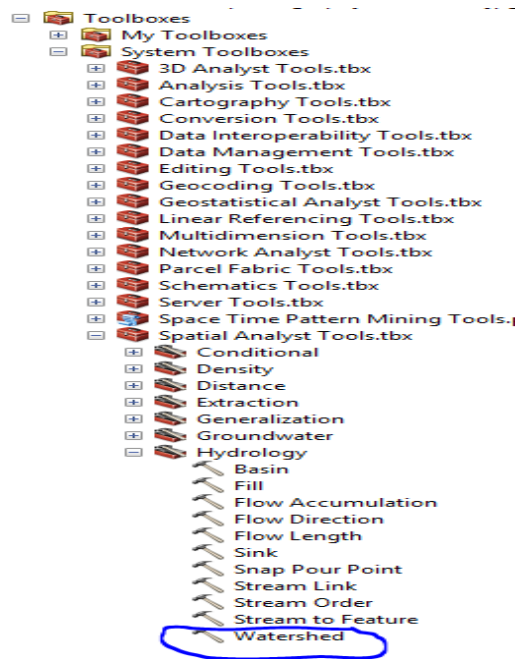 Toolboxes
My Toolboxes
System Toolboxes
3D Analyst Tools.tbx
Analysis Tools.tbx
Cartography Tools.tbx
Conversion Tools.tbx
Data Interoperability Tools.tbx
Data Management Tools.tbx
Editing Tools.tbx
Geocoding Tools.tbx
Geostatistical Analyst Tools.tbx
Linear Referencing Tools.tbx
Multidimension Tools.tbx
Network Analyst Tools.tbx
Parcel Fabric Tools.tbx
Schematics Tools.tbx
Server Tools.tbx
Space Time Pattern Mining Tools.p
Spatial Analyst Tools.tbx
Conditional
Density
Distance
Extraction
Generalization
Groundwater
Hydrology
Basin
Fill
Flow Accumulation
Flow Direction
Flow Length
Sink
Snap Pour Point
Stream Link
Stream Order
Stream to Feature
Watershed